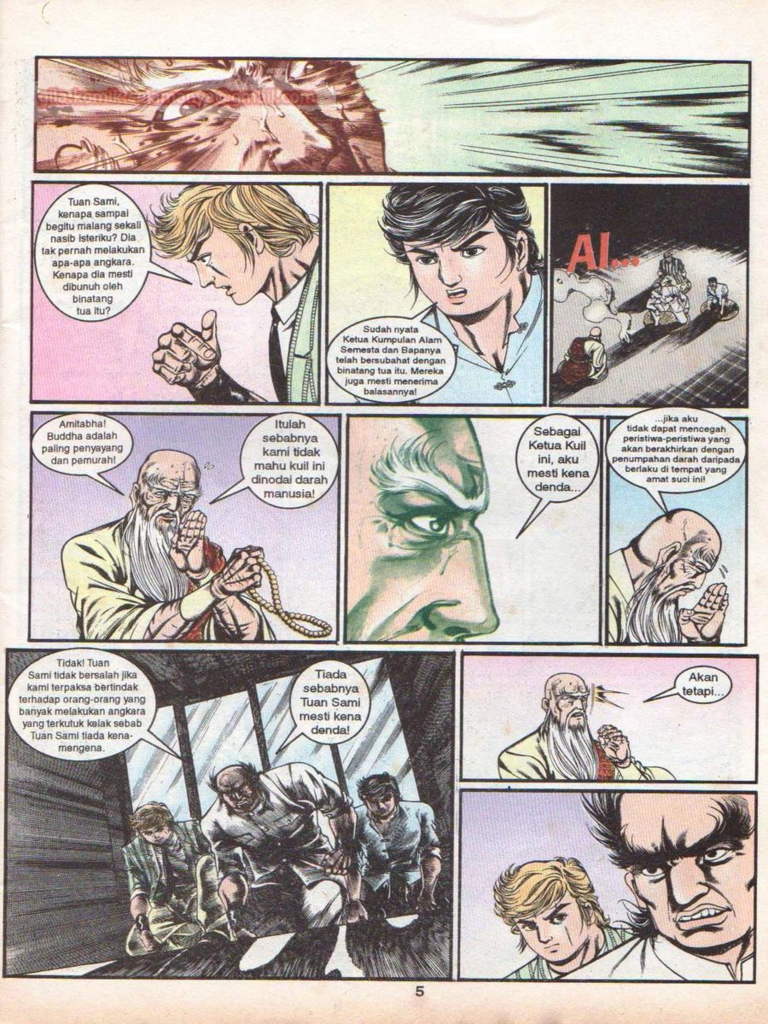 Tuan Sami,
kenapa sampai
begitu malang sekali
nasib isteriku? Dia
tak pernah melakukan
apa-apa angkara.
Kenapa dia mesti
dibunuh oleh
binatang
tua itu?
Sudah nyata
Ketua Kumpulan Alam
Semesta dan Bapanya
telah bersubahat dengan
binatang tua itu. Mereka
juga mesti menerima
balasannya!
AI...
Amitabha!
Buddha adalah
paling penyayang
dan pemurah!
Itulah
sebabnya
kami tidak
mahu kuil ini
dinodai darah
manusia!
Sebagai
Ketua Kuil
ini, aku
mesti kena
denda...
...jika aku
tidak dapat mencegah
peristiwa-peristiwa yang
akan berakhirkan dengan
penumpahan darah daripada
berlaku di tempat yang
amat suci ini!
Tidak! Tuan
Sami tidak bersalah jika
kami terpaksa bertindak
terhadap orang-orang yang
banyak melakukan angkara
yang terkutuk kelak sebab
Tuan Sami tiada kena-
mengena.
Tiada
sebabnya
Tuan Sami
mesti kena
denda!
Akan
tetapi...
5